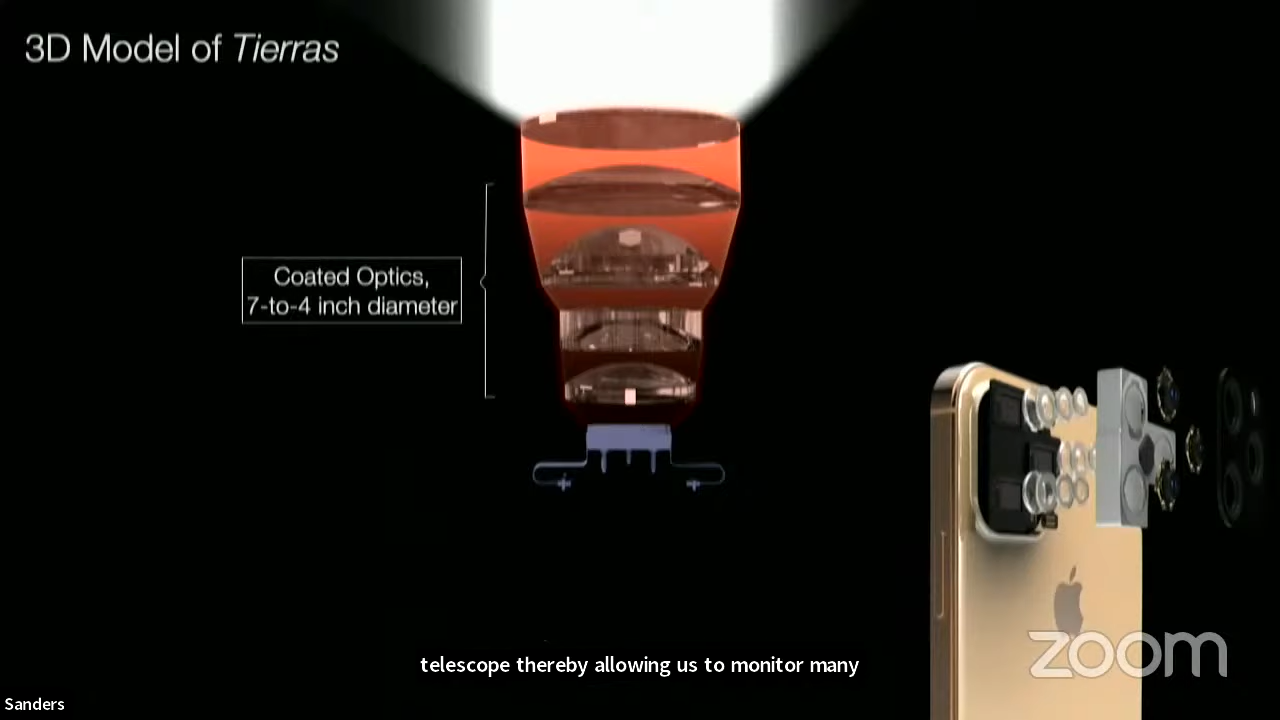 3D Model of Tierras
Coated Optics,
7-to-4 inch diameter
telescope thereby allowing us to monitor many
zoom
Sanders